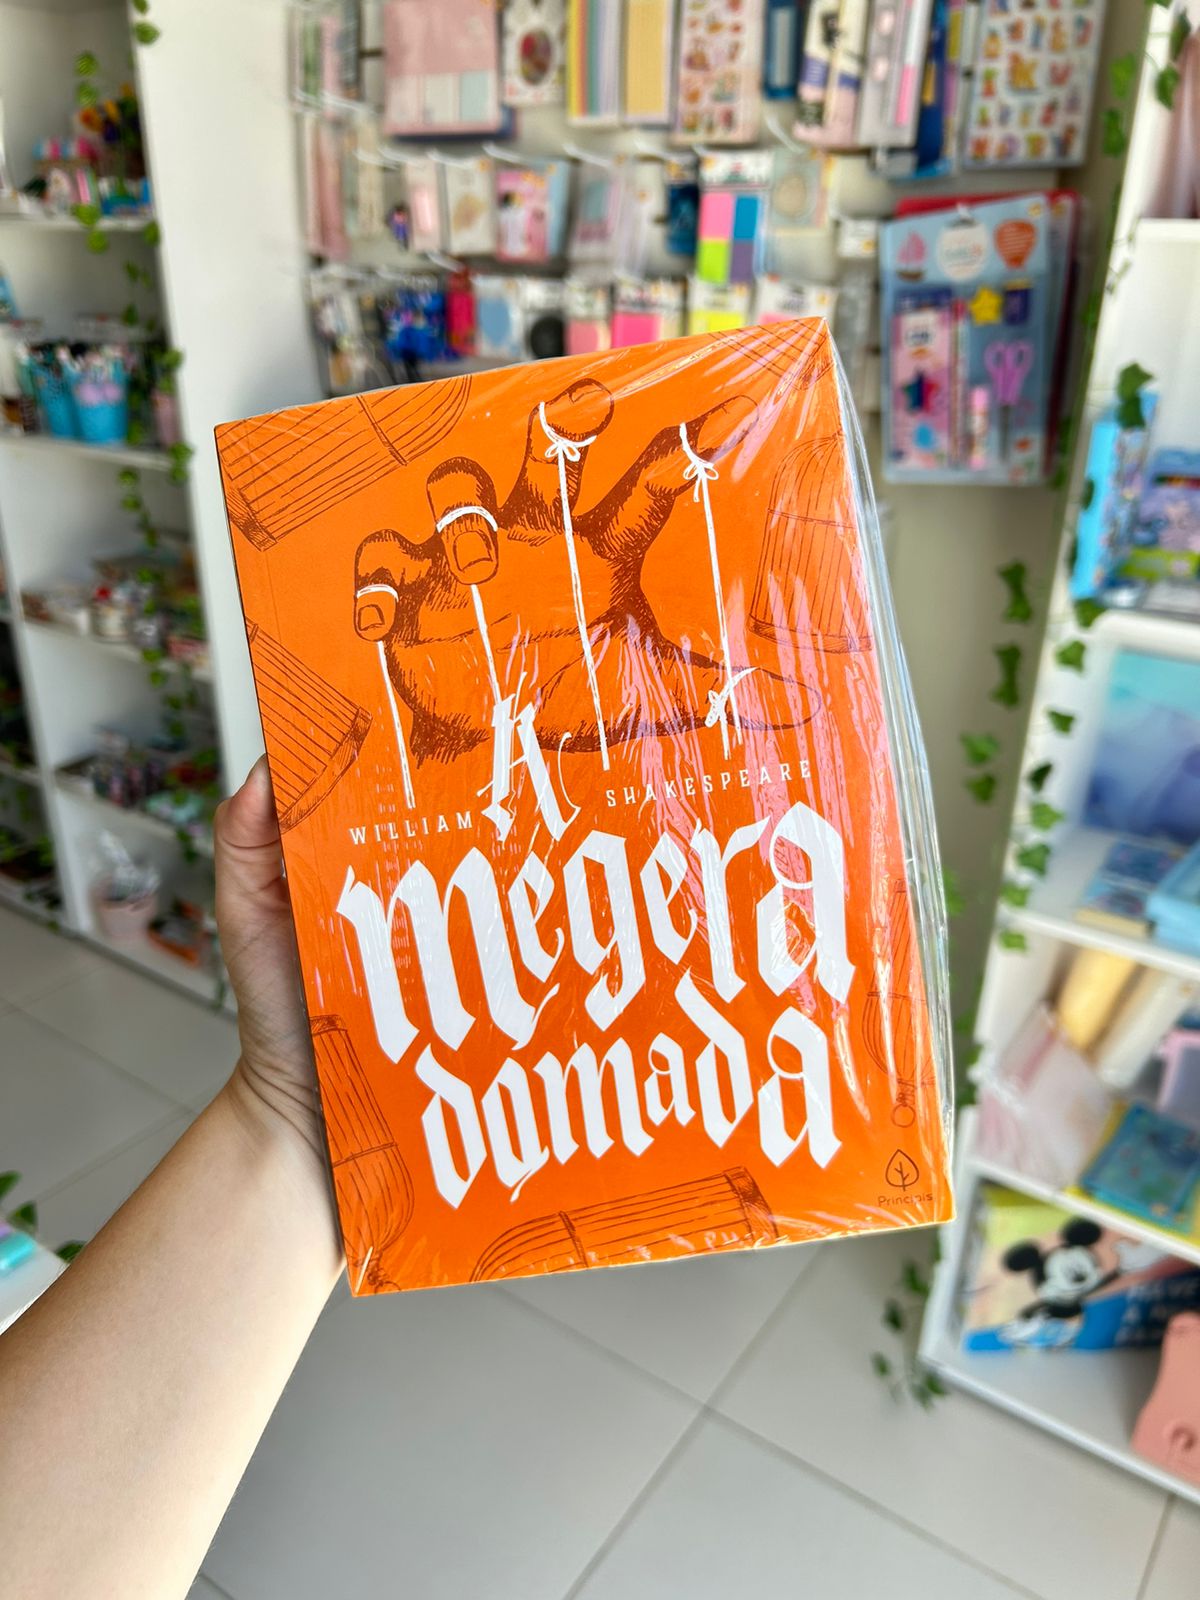 A
WILLIAM SHAKESPEARE
megera
domada
Principis